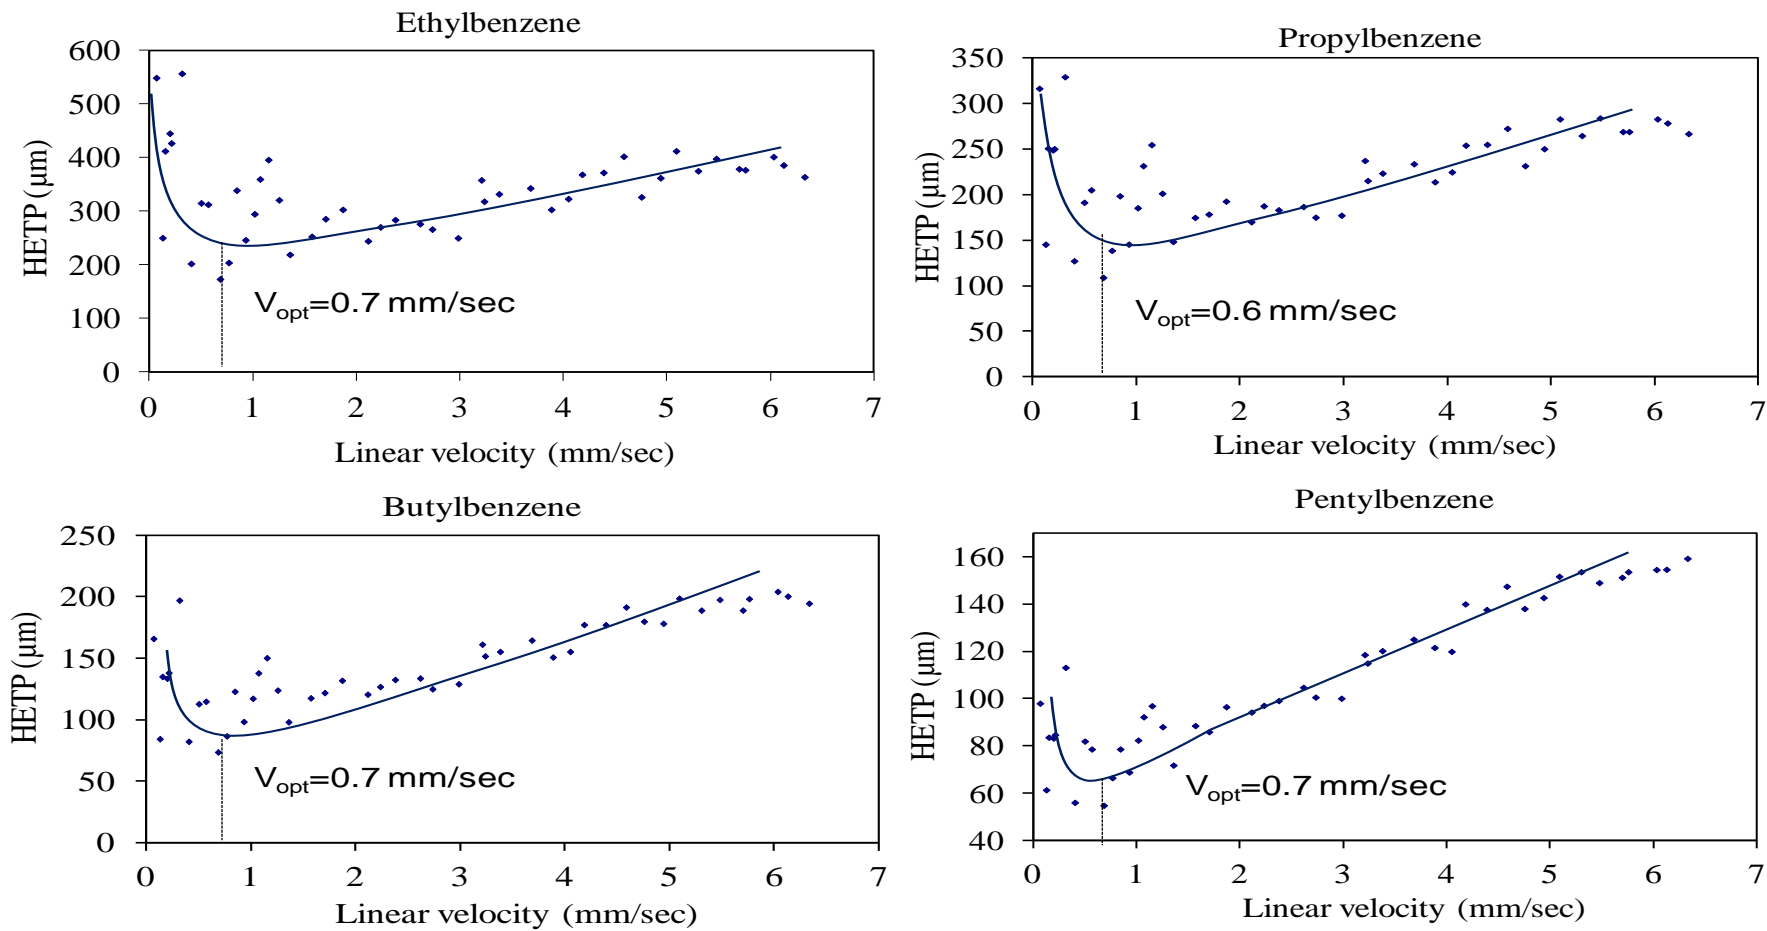 Ethylbenzene
600
500
400
300
200
100
0
HETP (μm)
V_opt=0.7 mm/sec
0 1 2 3 4 5 6 7
Linear velocity (mm/sec)
Propylbenzene
350
300
250
200
150
100
50
0
HETP (μm)
V_opt=0.6 mm/sec
0 1 2 3 4 5 6 7
Linear velocity (mm/sec)
Butylbenzene
250
200
150
100
50
0
HETP (μm)
V_opt=0.7 mm/sec
0 1 2 3 4 5 6 7
Linear velocity (mm/sec)
Pentylbenzene
160
140
120
100
80
60
40
HETP (μm)
V_opt=0.7 mm/sec
0 1 2 3 4 5 6 7
Linear velocity (mm/sec)